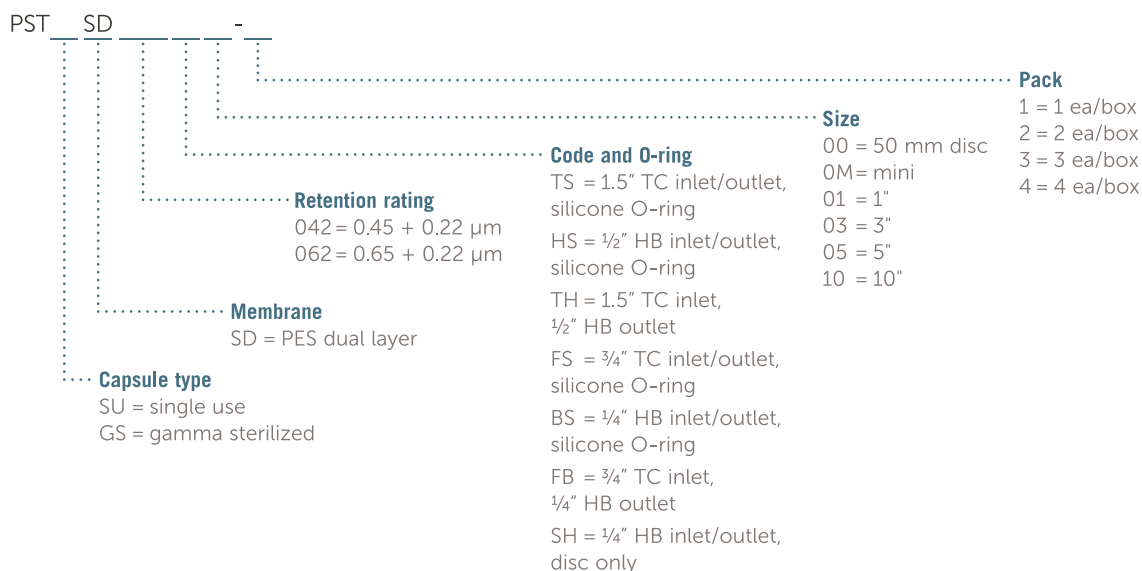 PST__ SD ___ __ __ - __
Pack
1 = 1 ea/box
2 = 2 ea/box
3 = 3 ea/box
4 = 4 ea/box
Size
00 = 50 mm disc
0M= mini
01 = 1"
03 = 3"
05 = 5"
10 = 10"
Code and O-ring
TS = 1.5″ TC inlet/outlet,
silicone O-ring
HS = ½″ HB inlet/outlet,
silicone O-ring
TH = 1.5″ TC inlet,
½″ HB outlet
FS = ¾″ TC inlet/outlet,
silicone O-ring
BS = ¼″ HB inlet/outlet,
silicone O-ring
FB = ¾″ TC inlet,
¼″ HB outlet
SH = ¼″ HB inlet/outlet,
disc only
Retention rating
042 = 0.45 + 0.22 µm
062 = 0.65 + 0.22 µm
Membrane
SD = PES dual layer
Capsule type
SU = single use
GS = gamma sterilized